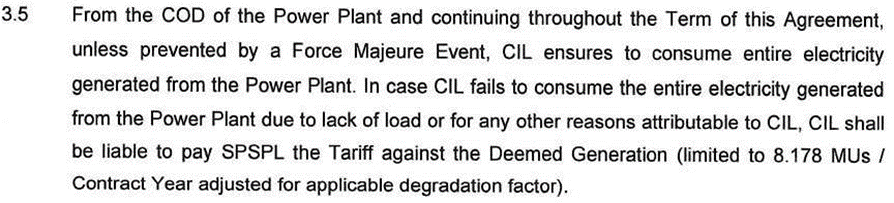 3.5 From the COD of the Power Plant and continuing throughout the Term of this Agreement,
unless prevented by a Force Majeure Event, CIL ensures to consume entire electricity
generated from the Power Plant. In case CIL fails to consume the entire electricity generated
from the Power Plant due to lack of load or for any other reasons attributable to CIL, CIL shall
be liable to pay SPSPL the Tariff against the Deemed Generation (limited to 8.178 MUs /
Contract Year adjusted for applicable degradation factor).